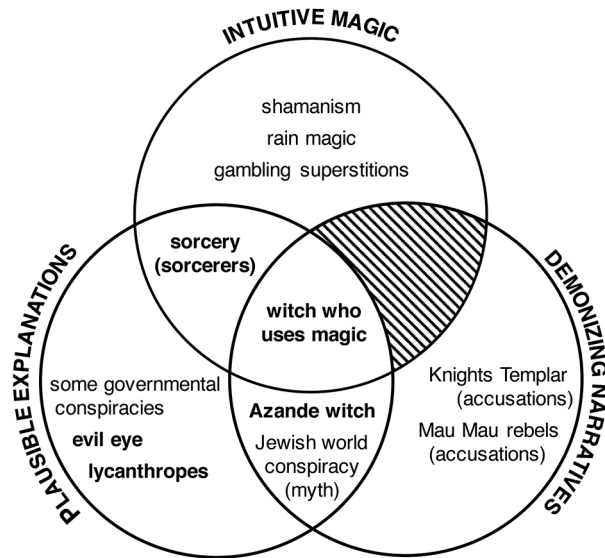 INTUITIVE MAGIC
shamanism
rain magic
gambling superstitions
sorcery
(sorcerers)
witch who
uses magic
PLAUSIBLE EXPLANATIONS
some governmental
conspiracies
evil eye
lycanthropes
Azande witch
Jewish world
conspiracy
(myth)
DEMONIZING NARRATIVES
Knights Templar
(accusations)
Mau Mau rebels
(accusations)